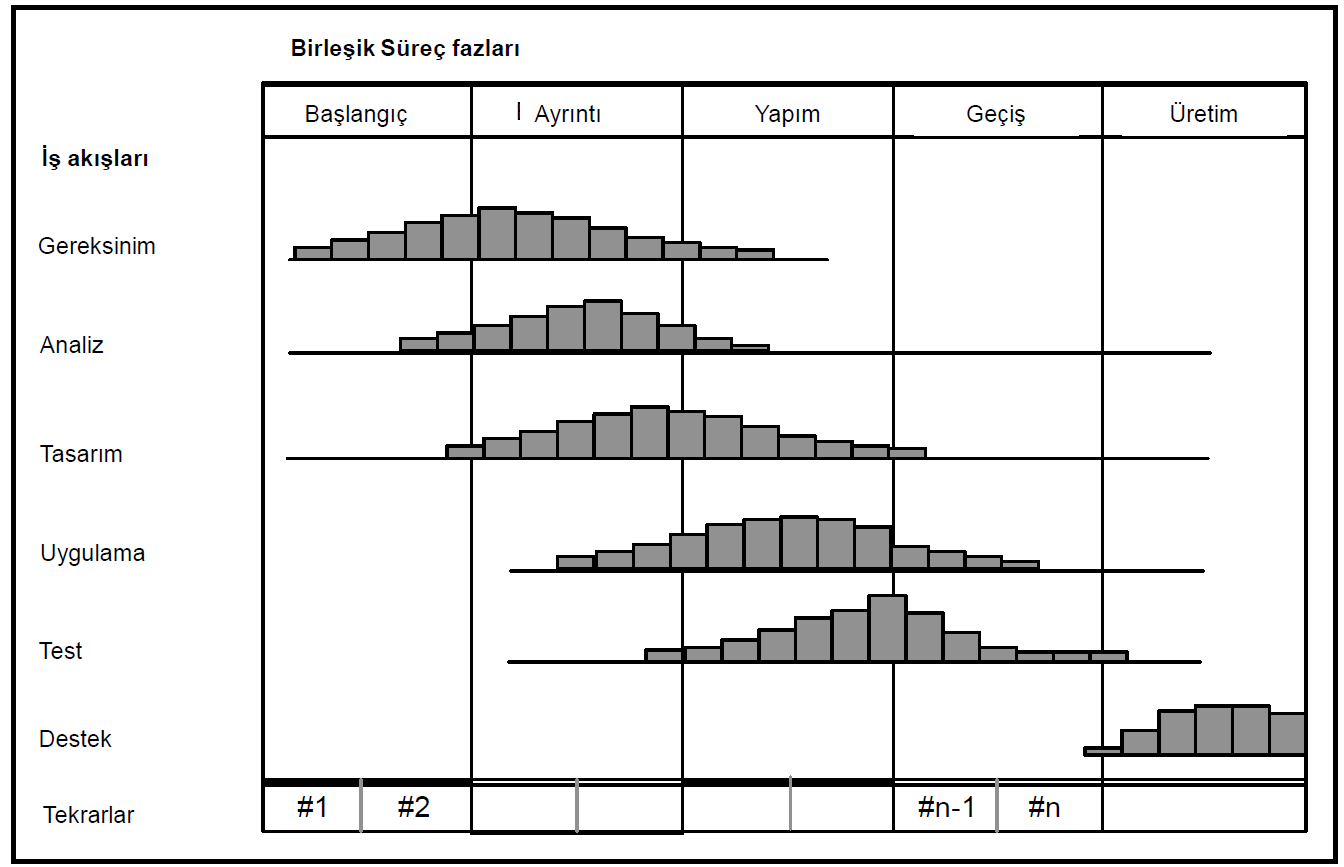 Birleşik Süreç fazları
Başlangıç
Ayrıntı
Yapım
Geçiş
Üretim
İş akışları
Gereksinim
Analiz
Tasarım
Uygulama
Test
Destek
Tekrarlar
#1
#2
#n-1
#n